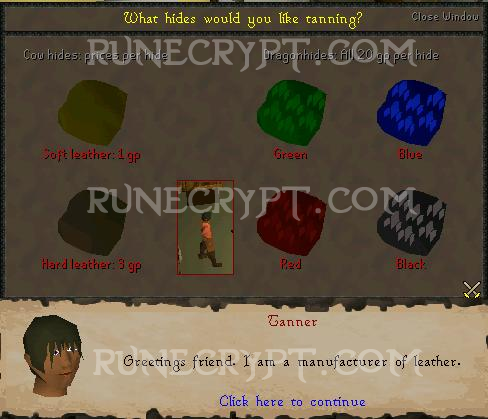 What hides would you like tanning?
Close Window
RUNECRYPT.COM
Cow hides: prices per hide
Dragonhides: All 20 gp per hide
Soft leather: 1 gp
Green
Blue
RUNECRYPT.COM
Hard leather: 3 gp
Red
Black
Tanner
Greetings friend. I am a manufacturer of leather.
RUNECRYPT.COM
Click here to continue